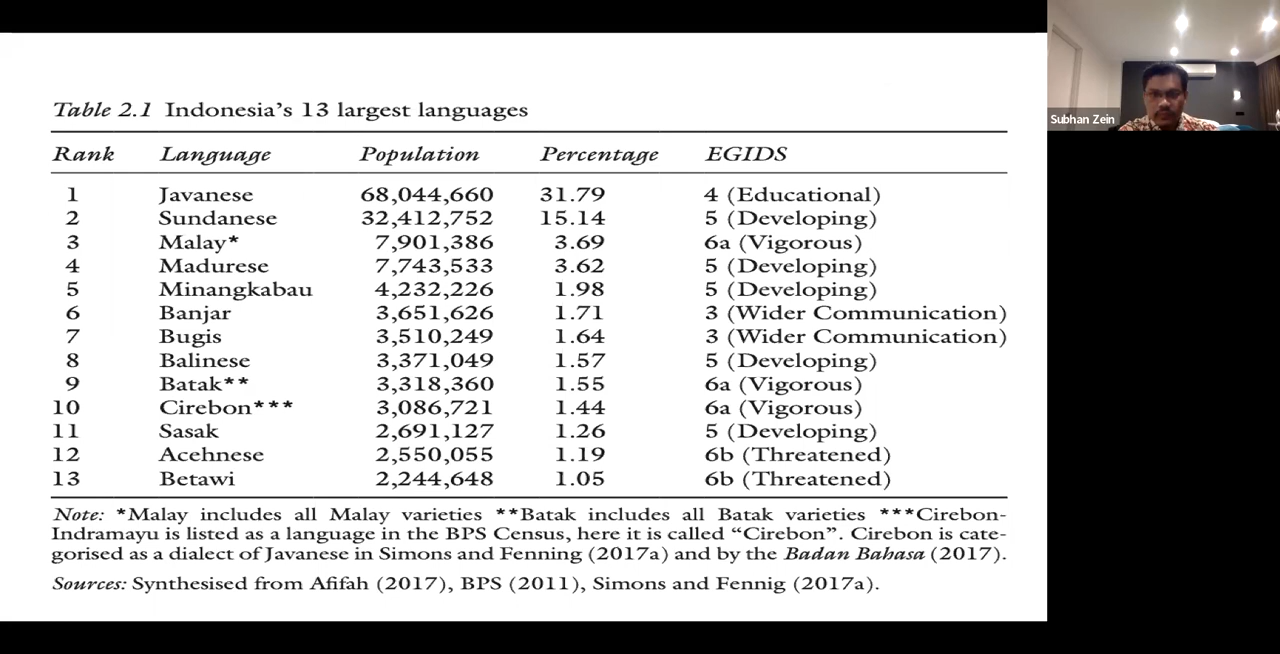 Table 2.1 Indonesia's 13 largest languages
Rank Language Population Percentage EGIDS
1 Javanese 68,044,660 31.79 4 (Educational)
2 Sundanese 32,412,752 15.14 5 (Developing)
3 Malay* 7,901,386 3.69 6a (Vigorous)
4 Madurese 7,743,533 3.62 5 (Developing)
5 Minangkabau 4,232,226 1.98 5 (Developing)
6 Banjar 3,651,626 1.71 3 (Wider Communication)
7 Bugis 3,510,249 1.64 3 (Wider Communication)
8 Balinese 3,371,049 1.57 5 (Developing)
9 Batak** 3,318,360 1.55 6a (Vigorous)
10 Cirebon*** 3,086,721 1.44 6a (Vigorous)
11 Sasak 2,691,127 1.26 5 (Developing)
12 Acehnese 2,550,055 1.19 6b (Threatened)
13 Betawi 2,244,648 1.05 6b (Threatened)
Note: *Malay includes all Malay varieties **Batak includes all Batak varieties ***Cirebon-
Indramayu is listed as a language in the BPS Census, here it is called “Cirebon”. Cirebon is cate-
gorised as a dialect of Javanese in Simons and Fenning (2017a) and by the Badan Bahasa (2017).
Sources: Synthesised from Afifah (2017), BPS (2011), Simons and Fennig (2017a).
Subhan Zein